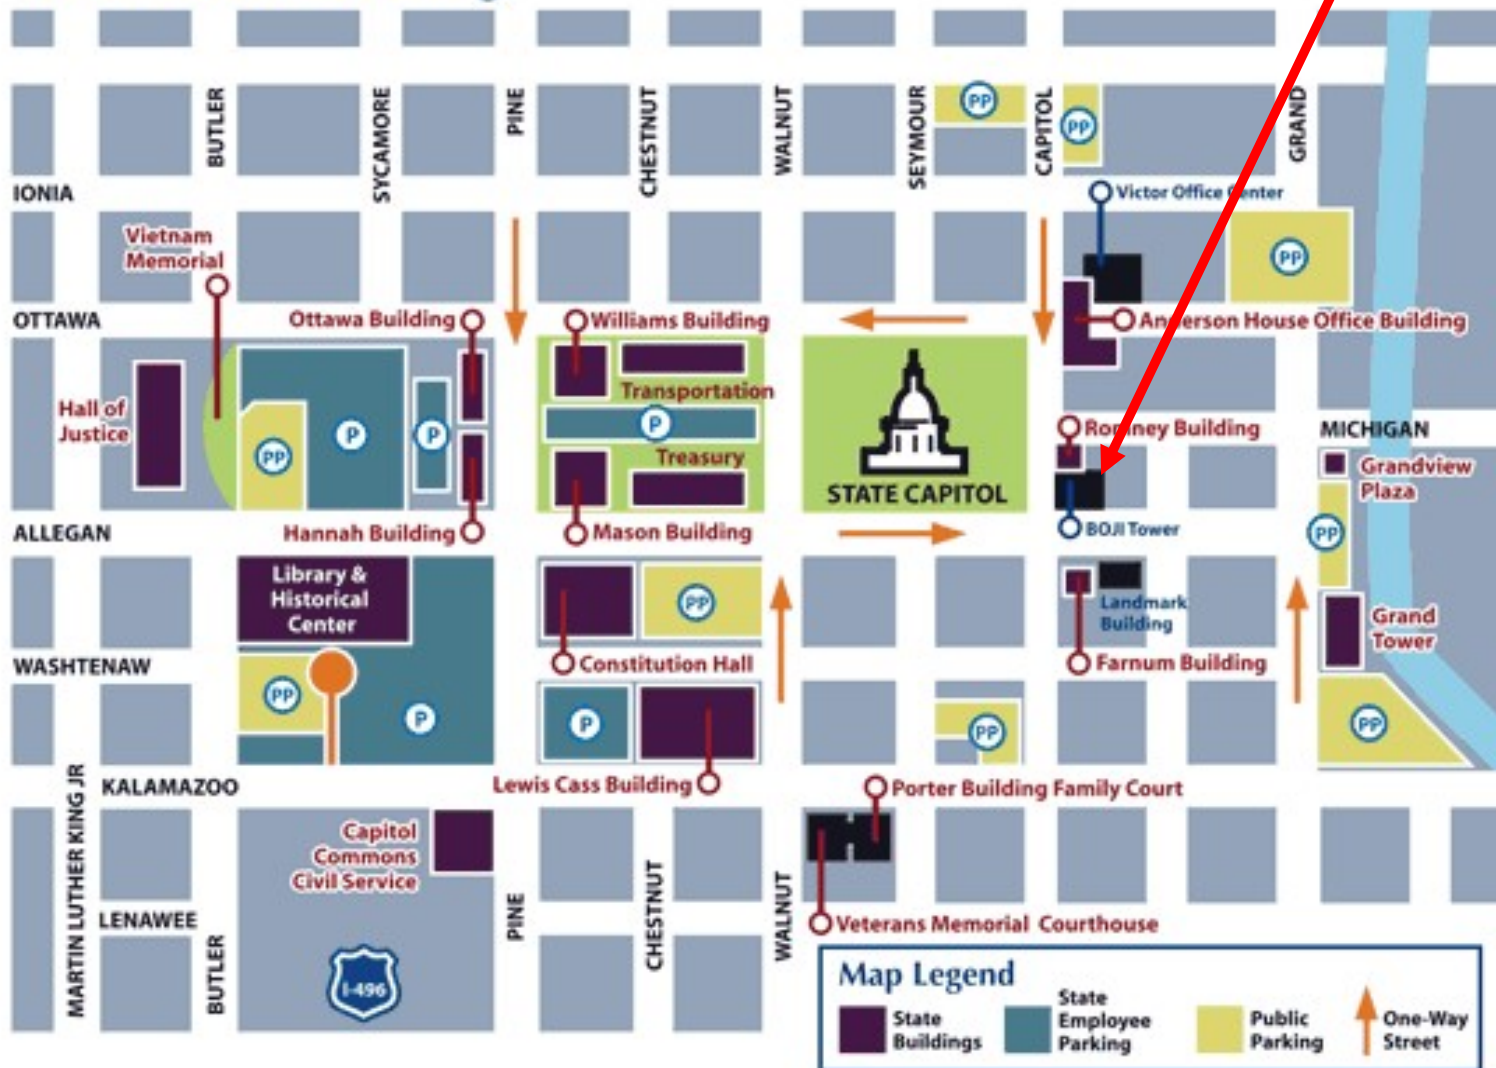 BUTLER
SYCAMORE
PINE
CHESTNUT
WALNUT
SEYMOUR
PP
CAPITOL
PP
GRAND
IONIA
Victor Office Center
Vietnam
Memorial
PP
OTTAWA
Ottawa Building
Williams Building
Anderson House Office Building
Transportation
Hall of
Justice
PP
P
P
P
Romney Building
MICHIGAN
Treasury
Grandview
Plaza
STATE CAPITOL
ALLEGAN
Hannah Building
Mason Building
BOJI Tower
PP
Library &
Historical
Center
PP
Landmark
Building
Grand
Tower
WASHTENAW
Constitution Hall
Farnum Building
PP
P
P
PP
PP
KALAMAZOO
Lewis Cass Building
Porter Building Family Court
MARTIN LUTHER KING JR
Capitol
Commons
Civil Service
LENAWEE
BUTLER
PINE
CHESTNUT
WALNUT
Veterans Memorial Courthouse
I-496
Map Legend
State
Buildings
State
Employee
Parking
Public
Parking
One-Way
Street